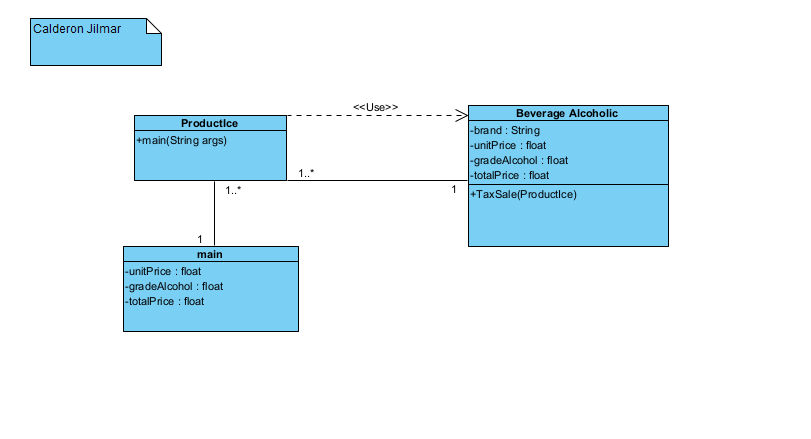 Calderon Jilmar
<<Use>>
ProductIce
+main(String args)
Beverage Alcoholic
-brand : String
-unitPrice : float
-gradeAlcohol : float
-totalPrice : float
+TaxSale(ProductIce)
1..*
1
1..*
1
main
-unitPrice : float
-gradeAlcohol : float
-totalPrice : float